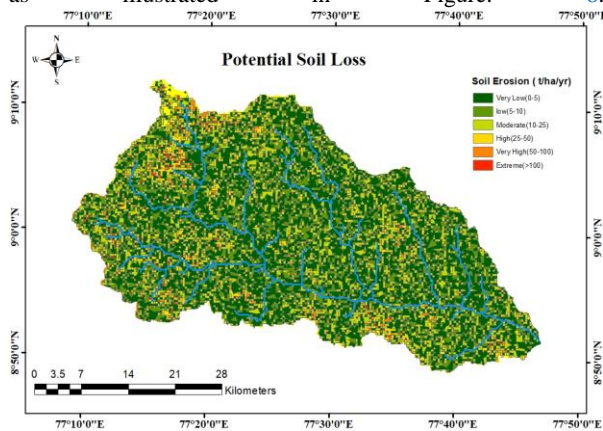 as illustrated in Figure. 6.
77°10'0"E 77°20'0"E 77°30'0"E 77°40'0"E 77°50'0"E
N
W E
S
Potential Soil Loss
Soil Erosion ( t/ha/yr)
Very Low(0-5)
low(5-10)
Moderate(10-25)
High(25-50)
Very High(50-100)
Extreme(>100)
9°10'0"N 9°10'0"N
9°0'0"N 9°0'0"N
8°50'0"N 8°50'0"N
0 3.5 7 14 21 28
Kilometers
77°10'0"E 77°20'0"E 77°30'0"E 77°40'0"E 77°50'0"E